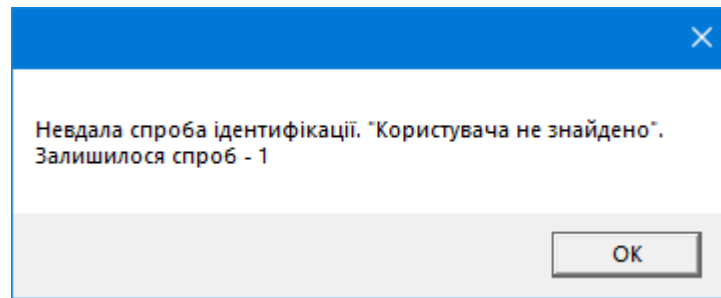 Невдала спроба ідентифікації. "Користувача не знайдено".
Залишилося спроб - 1
OK